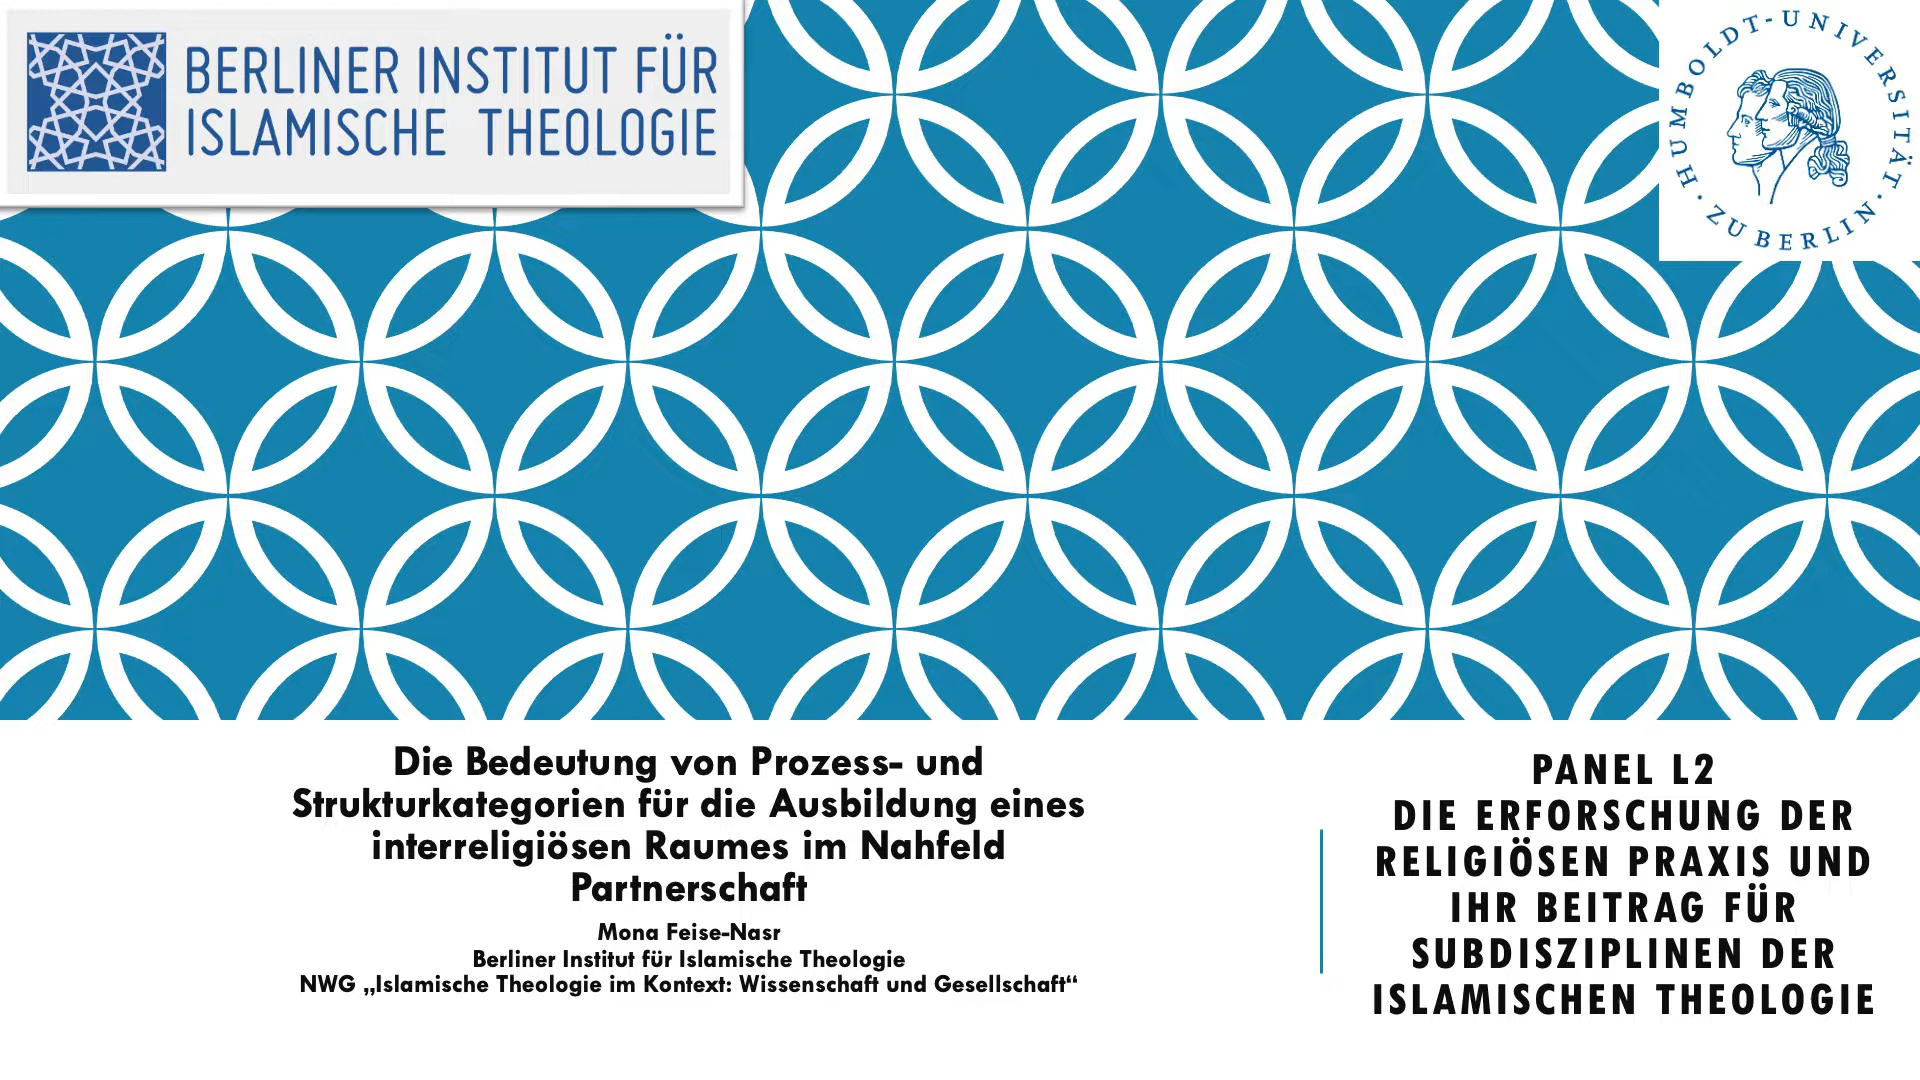 BERLINER INSTITUT FÜR
ISLAMISCHE THEOLOGIE
HUMBOLDT-UNIVERSITÄT
· ZU BERLIN ·
Die Bedeutung von Prozess- und
Strukturkategorien für die Ausbildung eines
interreligiösen Raumes im Nahfeld
Partnerschaft
Mona Feise-Nasr
Berliner Institut für Islamische Theologie
NWG „Islamische Theologie im Kontext: Wissenschaft und Gesellschaft“
PANEL L2
DIE ERFORSCHUNG DER
RELIGIÖSEN PRAXIS UND
IHR BEITRAG FÜR
SUBDISZIPLINEN DER
ISLAMISCHEN THEOLOGIE